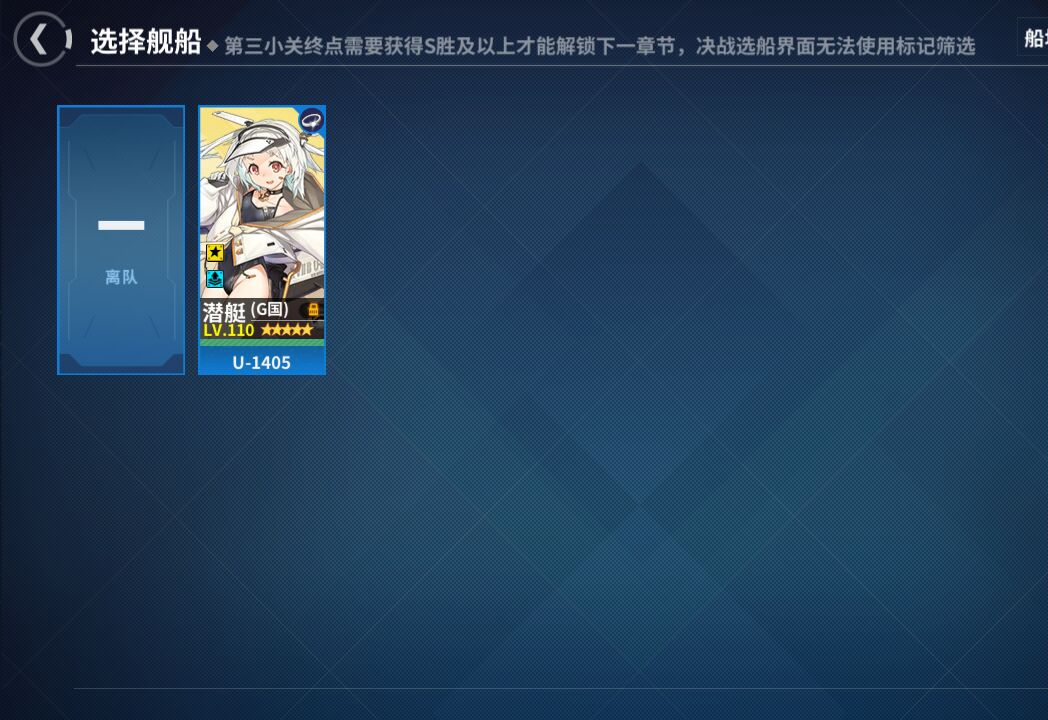 选择舰船 ◆ 第三小关终点需要获得S胜及以上才能解锁下一章节，决战选船界面无法使用标记筛选
离队
潜艇 (G国)
LV.110 ★★★★★
U-1405